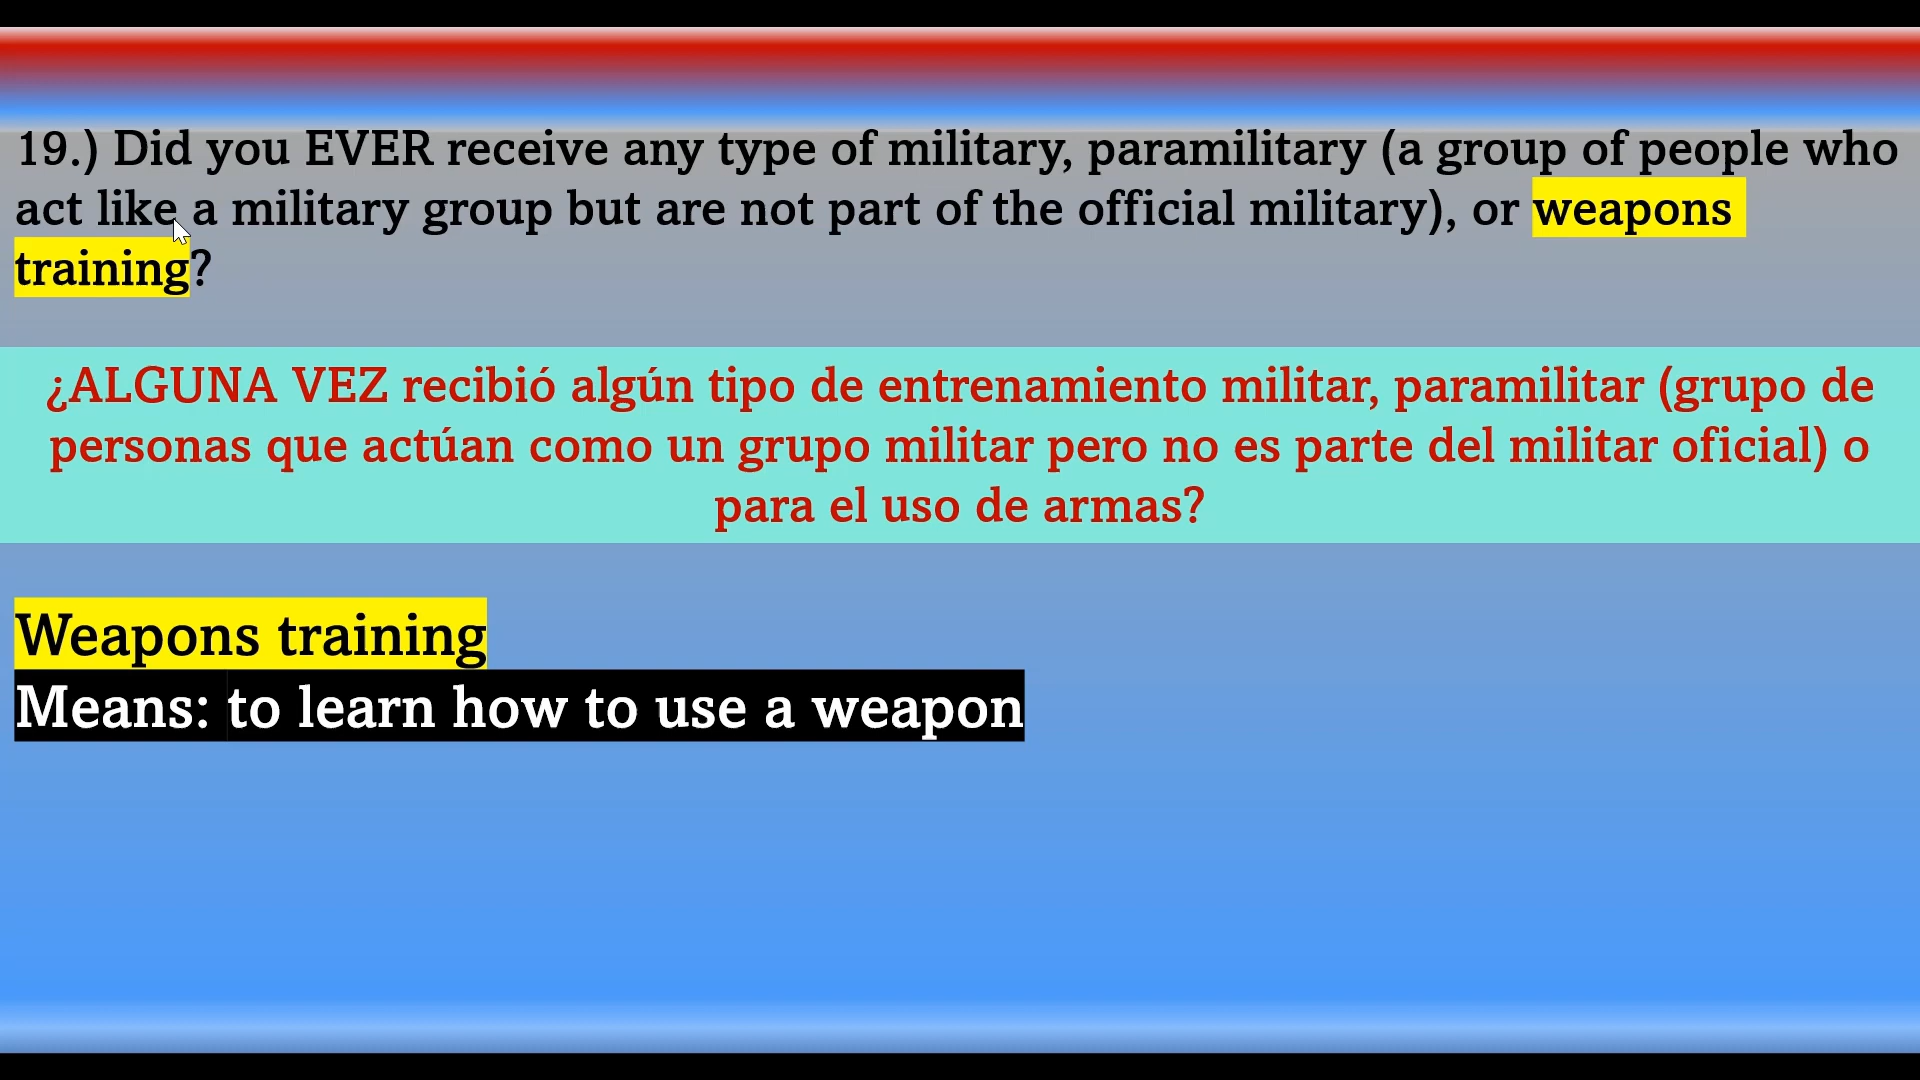 19.) Did you EVER receive any type of military, paramilitary (a group of people who
act like a military group but are not part of the official military), or weapons
training?
¿ALGUNA VEZ recibió algún tipo de entrenamiento militar, paramilitar (grupo de
personas que actúan como un grupo militar pero no es parte del militar oficial) o
para el uso de armas?
Weapons training
Means: to learn how to use a weapon